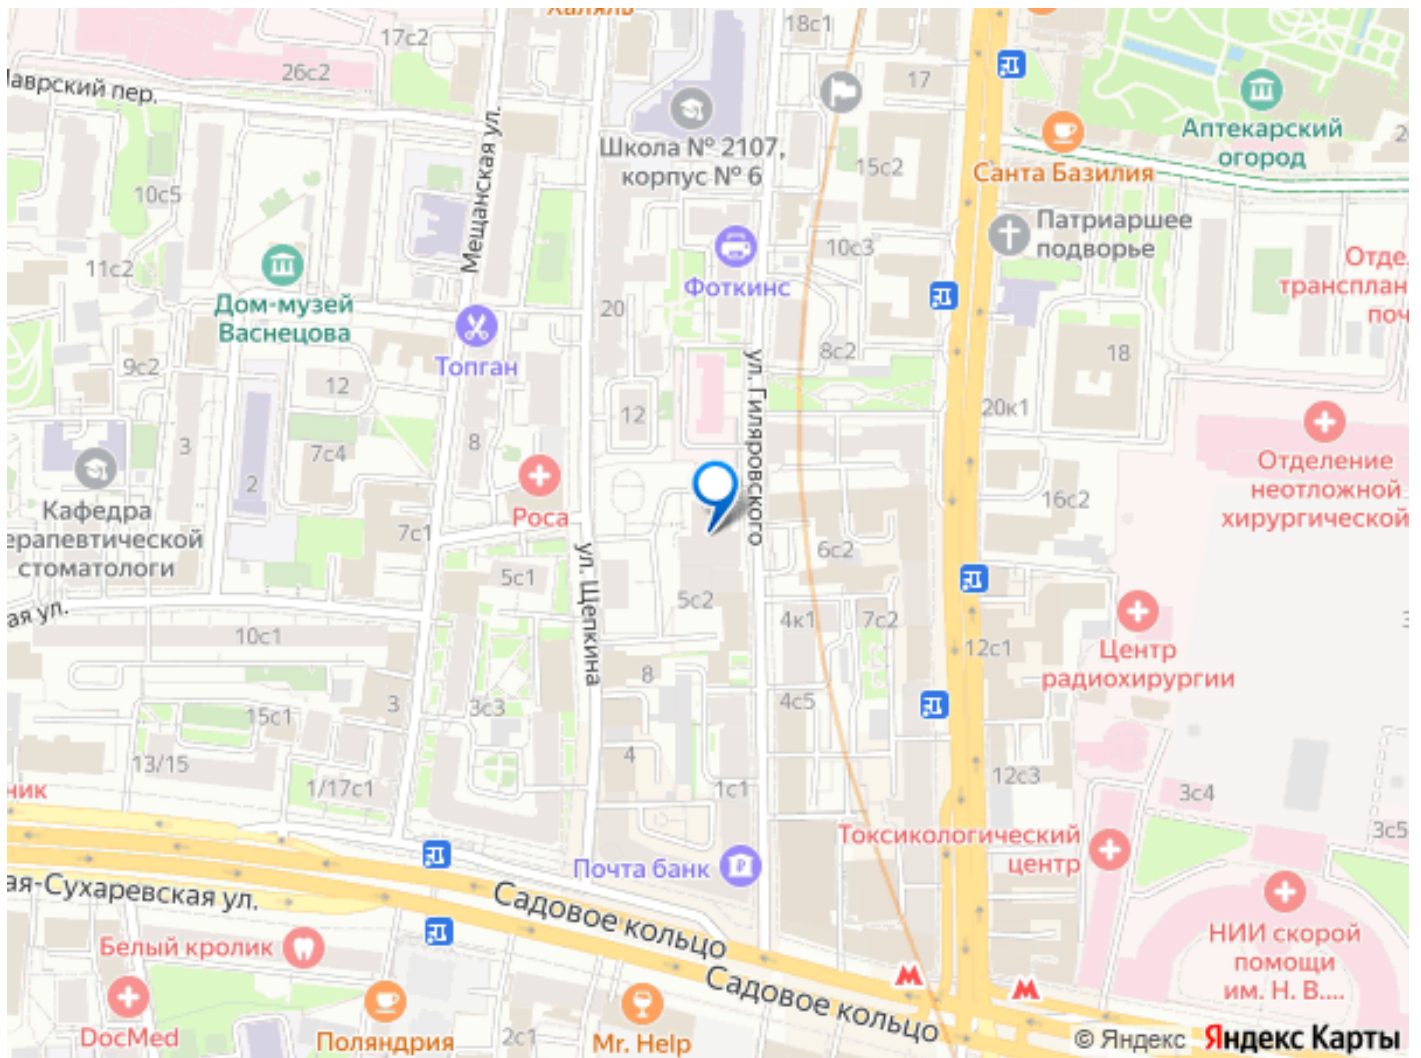 Халяль
18с1
17с2
26с2
17
Лаврский пер.
Школа № 2107,
корпус № 6
15с2
Аптекарский
огород
Санта Базилия
10с5
Мещанская ул.
Патриаршее
подворье
10с3
11с2
Дом-музей
Васнецова
Фоткинс
20
Отде
трансплан
поч
Топган
8с2
18
9с2
12
12
20к1
3
7с4
8
ул. Гиляровского
2
Отделение
неотложной
хирургической
16с2
Кафедра
ерапевтической
стоматологи
7с1
Роса
6с2
ул. Щепкина
5с1
5с2
ая ул.
10с1
4к1
7с2
12с1
Центр
радиохирургии
8
3
3с3
4с5
15с1
13/15
4
1/17с1
1с1
12с3
3с4
ник
Токсикологический
центр
3с5
Почта банк
ая-Сухаревская ул.
Садовое кольцо
Белый кролик
НИИ скорой
помощи
им. Н. В....
Садовое кольцо
DocMed
Поляндрия
2с1
Mr. Help
© Яндекс Яндекс Карты